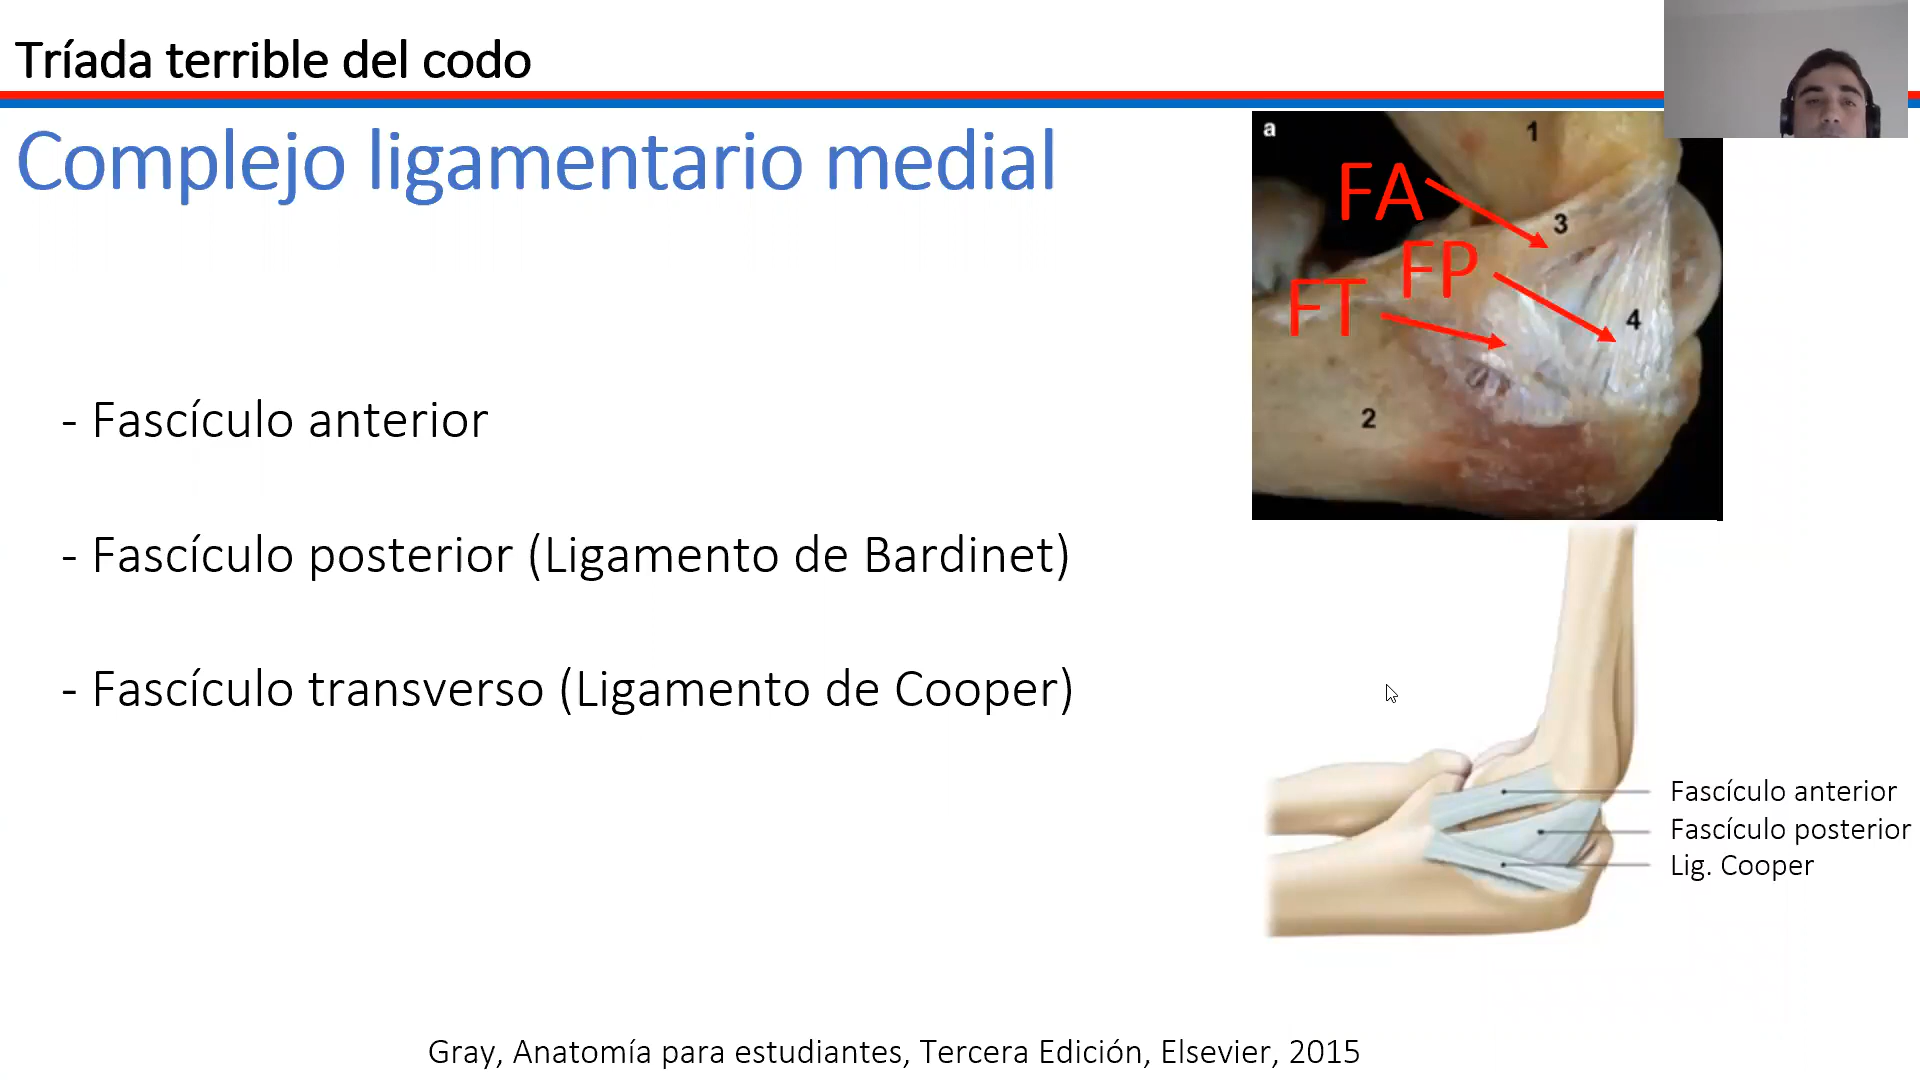 Tríada terrible del codo
Complejo ligamentario medial
- Fascículo anterior
- Fascículo posterior (Ligamento de Bardinet)
- Fascículo transverso (Ligamento de Cooper)
a
1
FA
3
FP
FT
4
2
Fascículo anterior
Fascículo posterior
Lig. Cooper
Gray, Anatomía para estudiantes, Tercera Edición, Elsevier, 2015